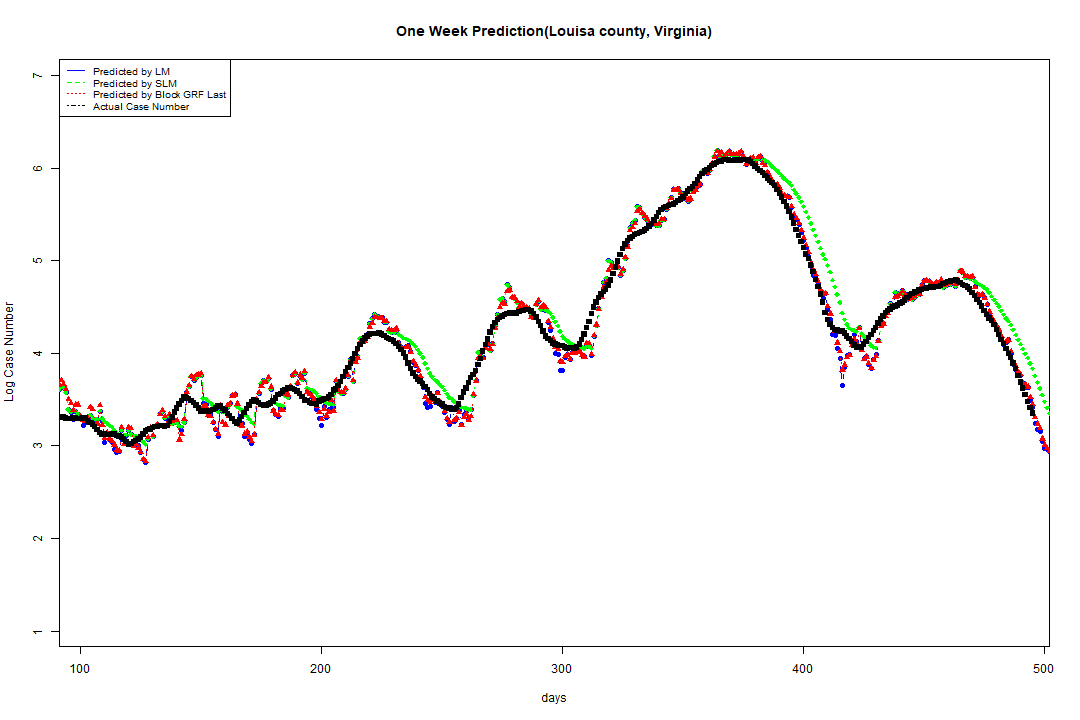 One Week Prediction(Louisa county, Virginia)
Predicted by LM
Predicted by SLM
Predicted by Block GRF Last
Actual Case Number
7
6
5
4
3
2
1
Log Case Number
100 200 300 400 500
days